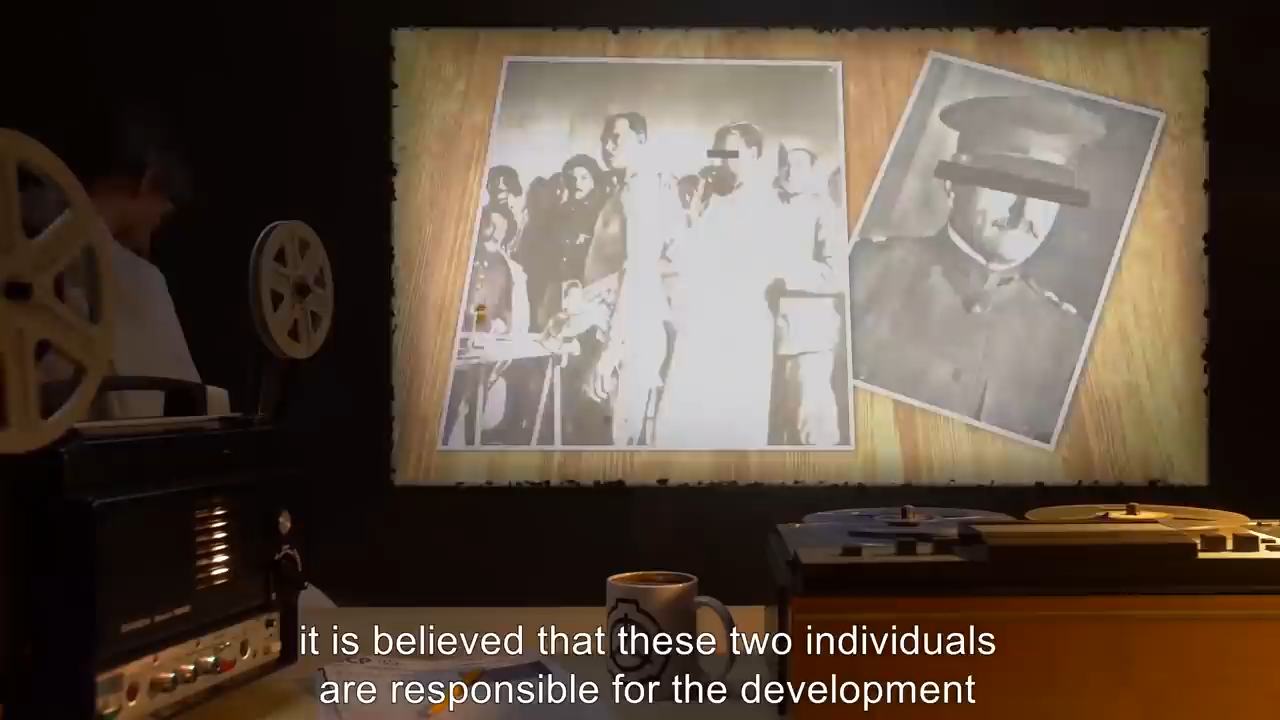 it is believed that these two individuals
are responsible for the development